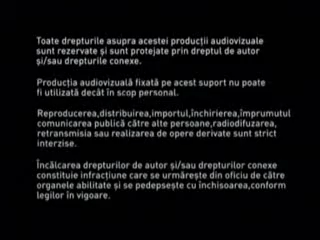 Toate drepturile asupra acestei producții audiovizuale
sunt rezervate și sunt protejate prin dreptul de autor
și/sau drepturile conexe.
Producția audiovizuală fixată pe acest suport nu poate
fi utilizată decât în scop personal.
Reproducerea,distribuirea,importul,închirierea,împrumutul
comunicarea publică către alte persoane,radiodifuzarea,
retransmisia sau realizarea de opere derivate sunt strict
interzise.
Încălcarea drepturilor de autor și/sau drepturilor conexe
constituie infracțiune care se urmărește din oficiu de către
organele abilitate și se pedepsește cu închisoarea,conform
legilor în vigoare.